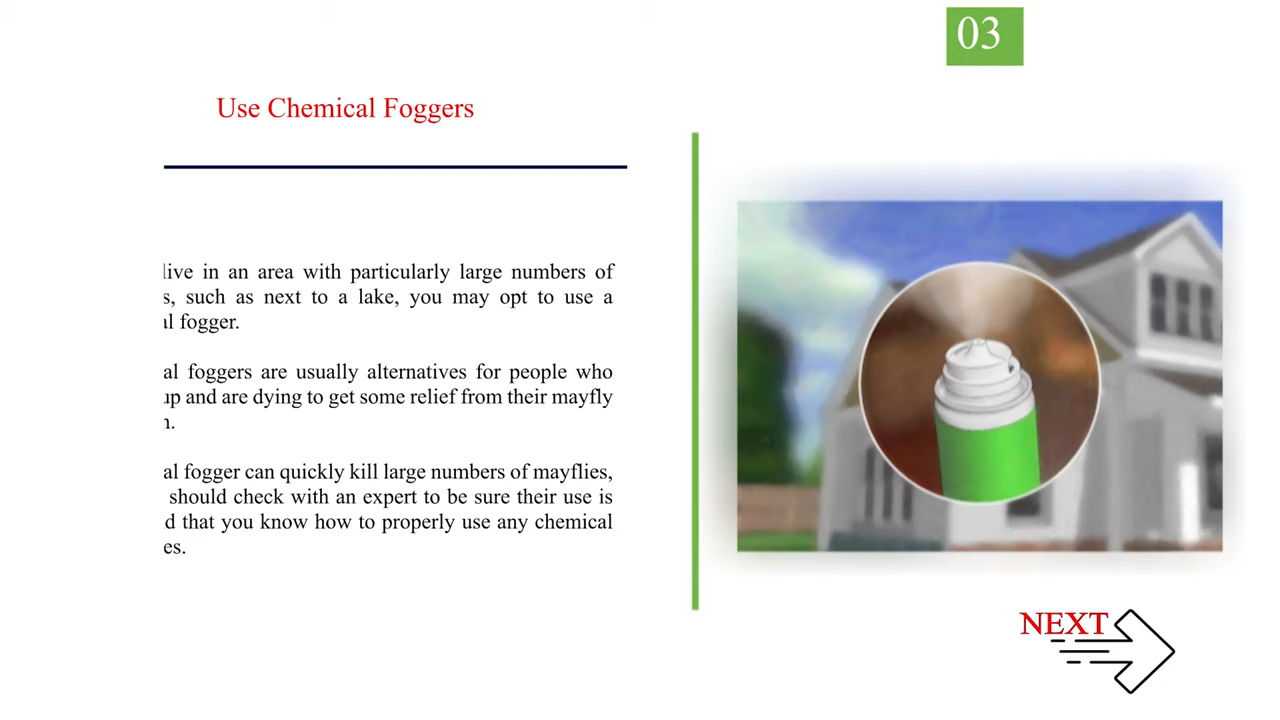 03
Use Chemical Foggers
live in an area with particularly large numbers of
s, such as next to a lake, you may opt to use a
al fogger.
al foggers are usually alternatives for people who
up and are dying to get some relief from their mayfly
n.
al fogger can quickly kill large numbers of mayflies,
should check with an expert to be sure their use is
d that you know how to properly use any chemical
es.
NEXT